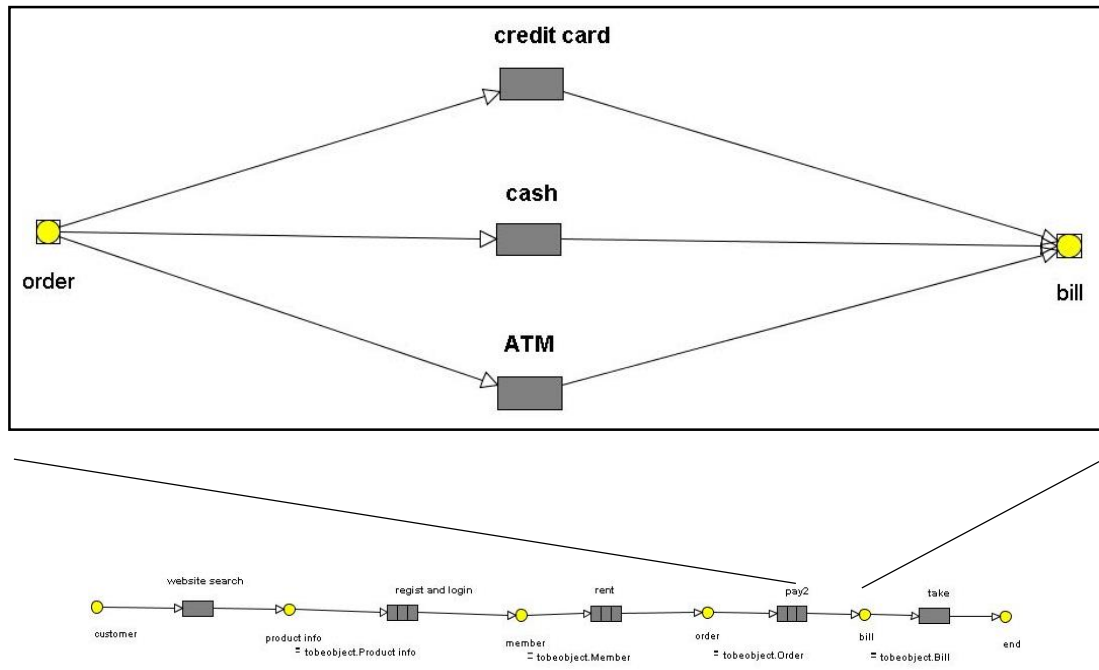 credit card
cash
order
bill
ATM
website search
regist and login
rent
pay2
take
customer
product info
= tobeobject.Product info
member
= tobeobject.Member
order
= tobeobject.Order
bill
= tobeobject.Bill
end